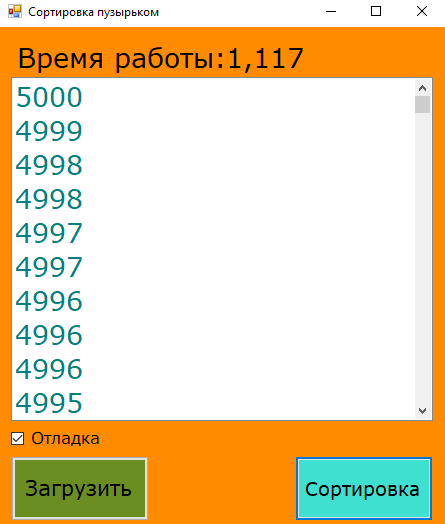 Сортировка пузырьком
Время работы:1,117
5000
4999
4998
4998
4997
4997
4996
4996
4996
4995
Отладка
Загрузить
Сортировка